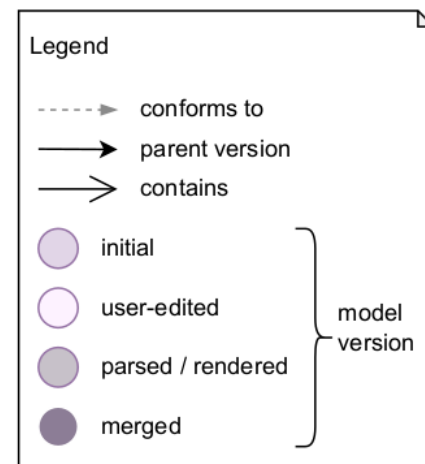 Legend
conforms to
parent version
contains
initial
user-edited
parsed / rendered
merged
model
version